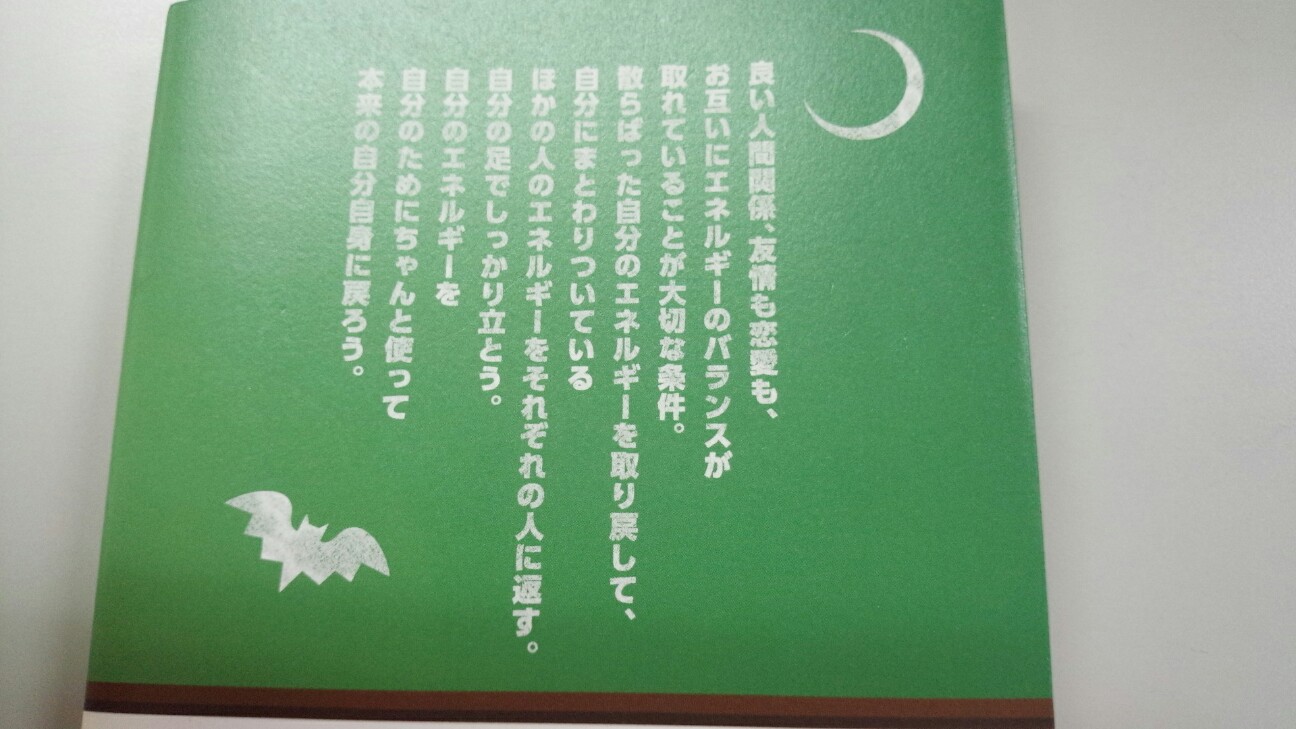 良い人間関係、友情も恋愛も、
お互いにエネルギーのバランスが
取れていることが大切な条件。
散らばった自分のエネルギーを取り戻して、
自分にまとわりついている
ほかの人のエネルギーをそれぞれの人に返す。
自分の足でしっかり立とう。
自分のエネルギーを
自分のためにちゃんと使って
本来の自分自身に戻ろう。